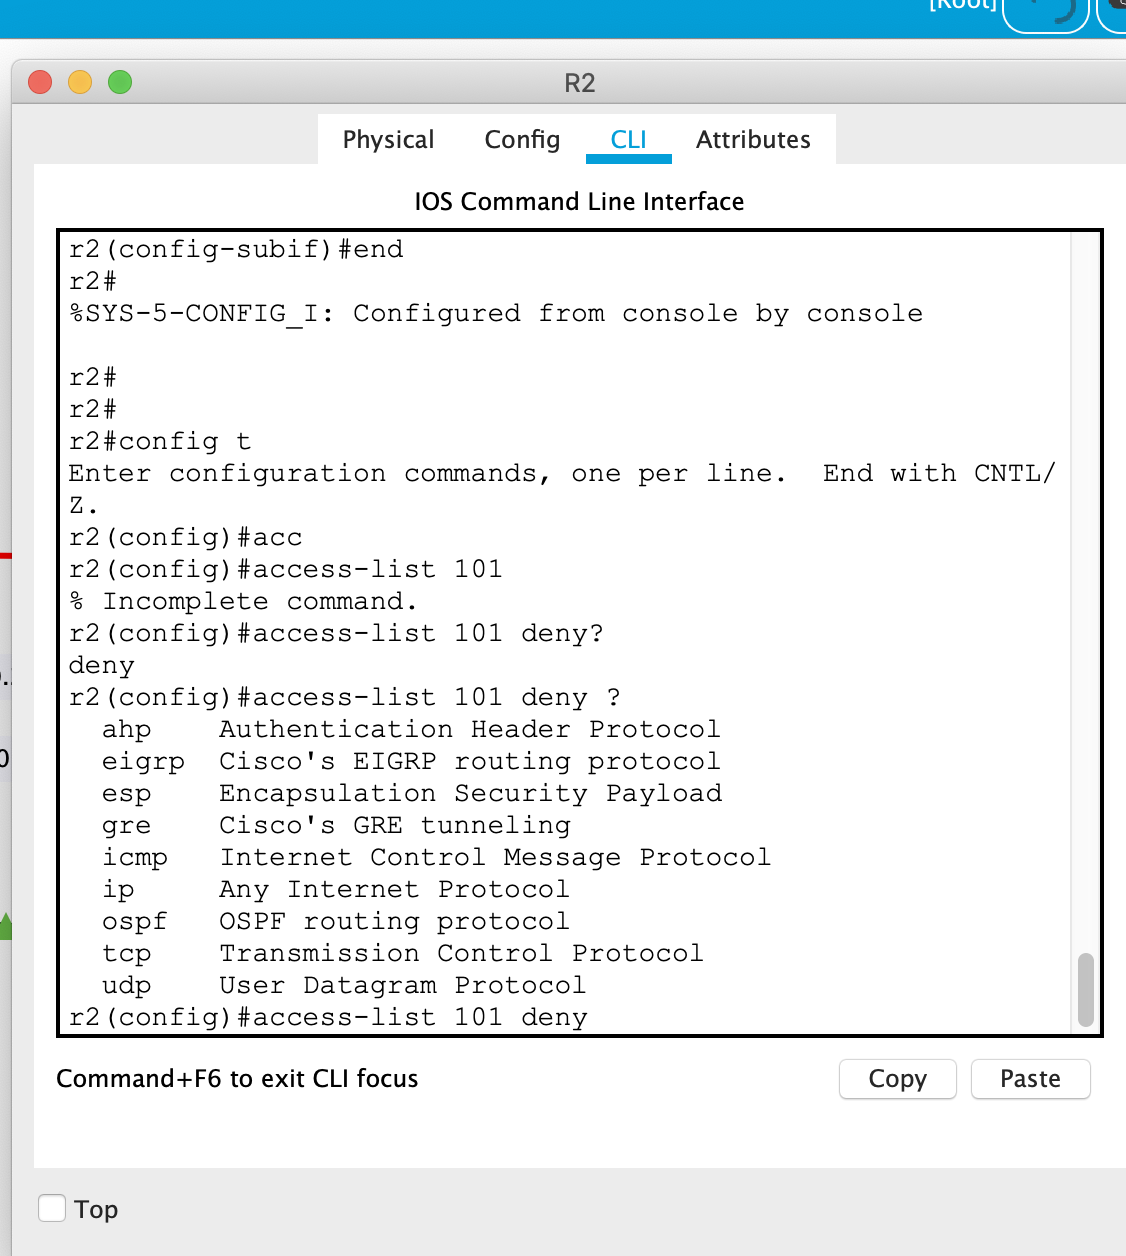 [Root]
R2
Physical Config CLI Attributes
IOS Command Line Interface
r2(config-subif)#end
r2#
%SYS-5-CONFIG_I: Configured from console by console
r2#
r2#
r2#config t
Enter configuration commands, one per line.  End with CNTL/
Z.
r2(config)#acc
r2(config)#access-list 101
% Incomplete command.
r2(config)#access-list 101 deny?
deny
r2(config)#access-list 101 deny ?
  ahp    Authentication Header Protocol
  eigrp  Cisco's EIGRP routing protocol
  esp    Encapsulation Security Payload
  gre    Cisco's GRE tunneling
  icmp   Internet Control Message Protocol
  ip     Any Internet Protocol
  ospf   OSPF routing protocol
  tcp    Transmission Control Protocol
  udp    User Datagram Protocol
r2(config)#access-list 101 deny
Command+F6 to exit CLI focus
Copy Paste
Top